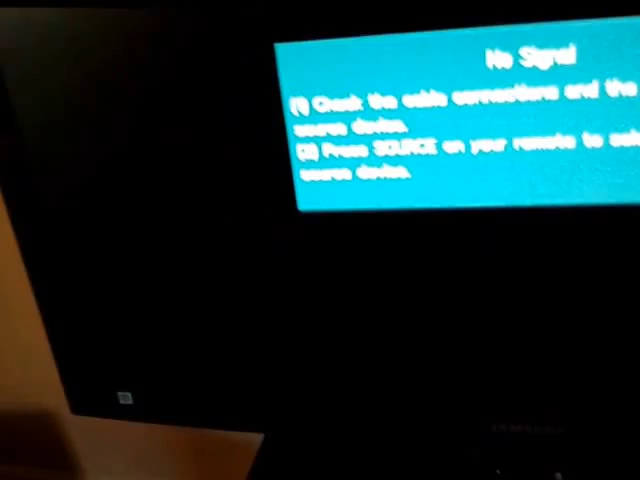 No Signal
(1) Check the cable connections and the
source device.
(2) Press SOURCE on your remote to
source device.
SAMSUNG